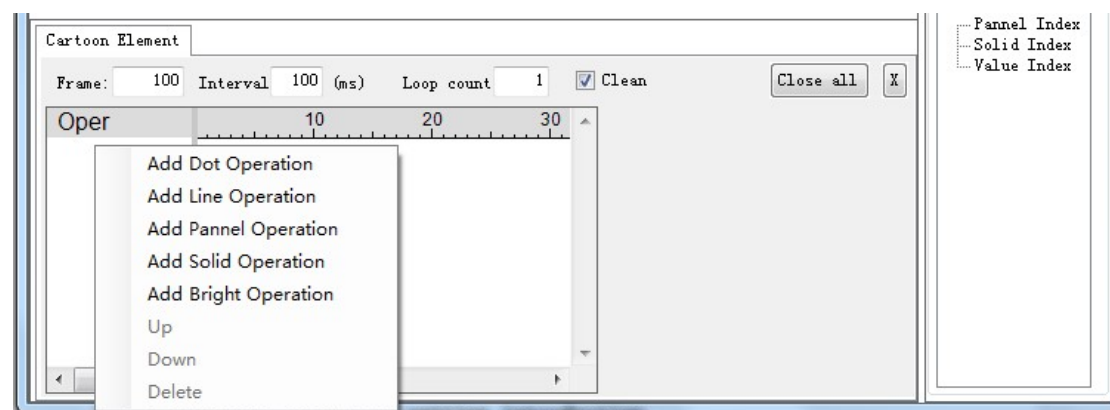 Cartoon Element
Frame: 100 Interval 100 (ms) Loop count 1 Clean Close all X
Oper 10 20 30
Add Dot Operation
Add Line Operation
Add Pannel Operation
Add Solid Operation
Add Bright Operation
Up
Down
Delete
Pannel Index
Solid Index
Value Index